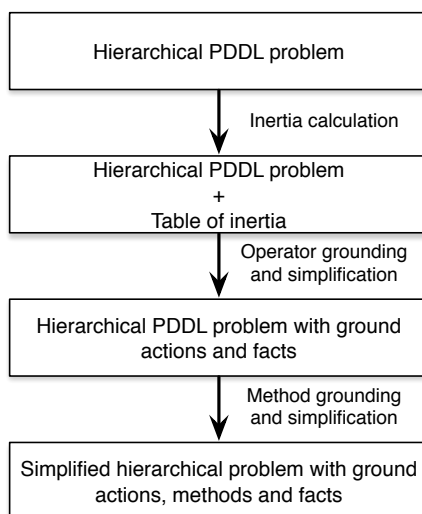 Hierarchical PDDL problem
Inertia calculation
Hierarchical PDDL problem
+
Table of inertia
Operator grounding
and simplification
Hierarchical PDDL problem with ground
actions and facts
Method grounding
and simplification
Simplified hierarchical problem with ground
actions, methods and facts